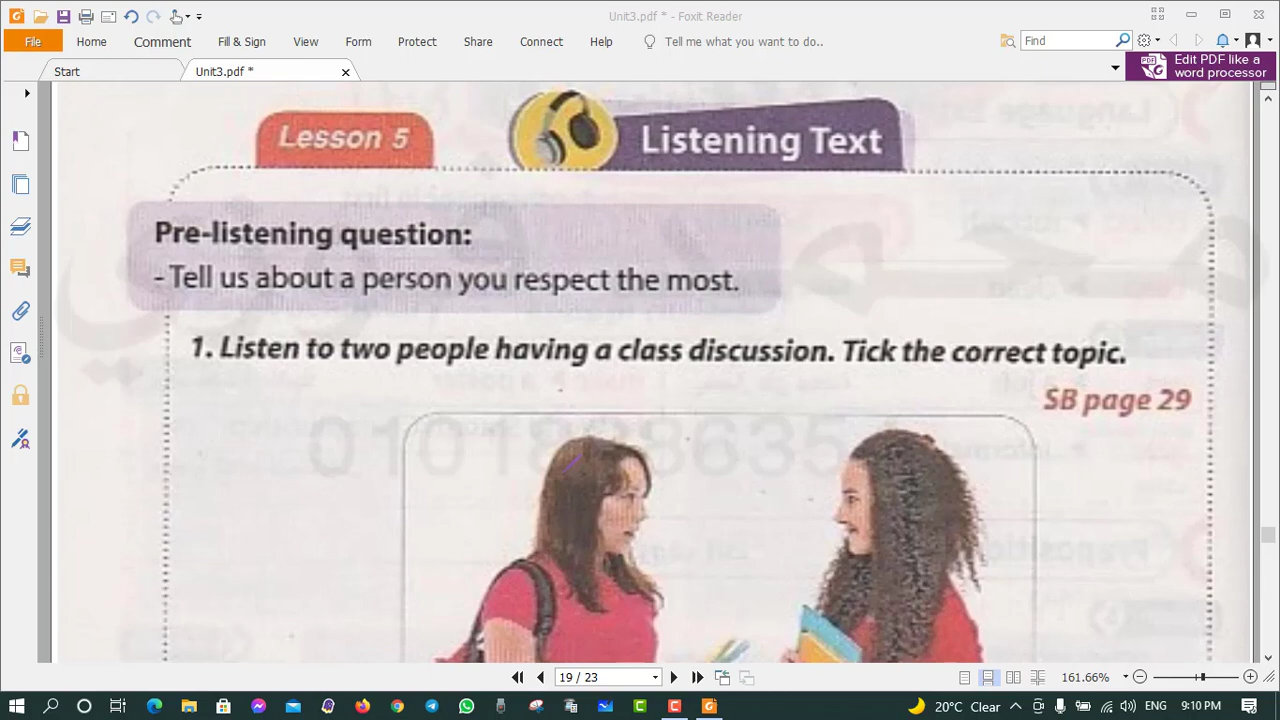 Unit3.pdf * - Foxit Reader
File
Home
Comment
Fill & Sign
View
Form
Protect
Share
Connect
Help
Tell me what you want to do..
Find
Start
Unit3.pdf *
Edit PDF like a
word processor
Lesson 5
Listening Text
Pre-listening question:
- Tell us about a person you respect the most.
1. Listen to two people having a class discussion. Tick the correct topic.
SB page 29
19 / 23
161.66%
20°C Clear
ENG
9:10 PM